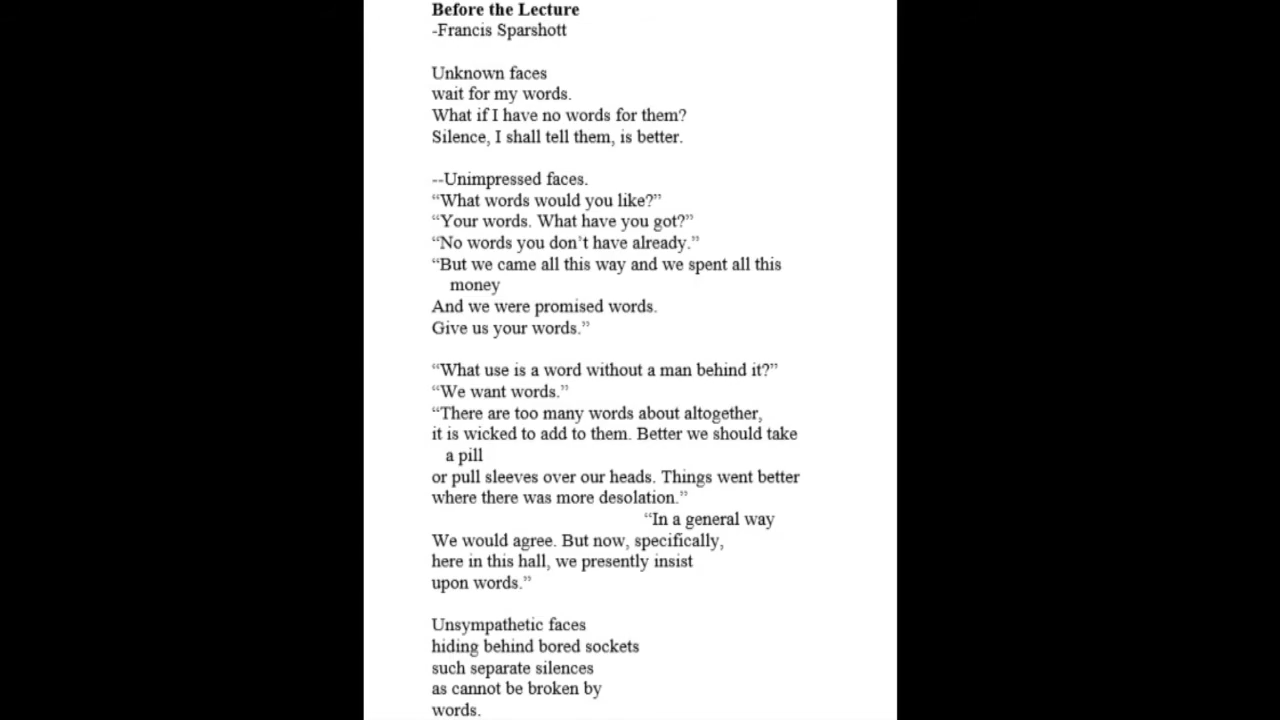 Before the Lecture
-Francis Sparshott
Unknown faces
wait for my words.
What if I have no words for them?
Silence, I shall tell them, is better.
--Unimpressed faces.
“What words would you like?”
“Your words. What have you got?”
“No words you don’t have already.”
“But we came all this way and we spent all this
money
And we were promised words.
Give us your words.”
“What use is a word without a man behind it?”
“We want words.”
“There are too many words about altogether,
it is wicked to add to them. Better we should take
a pill
or pull sleeves over our heads. Things went better
where there was more desolation.”
“In a general way
We would agree. But now, specifically,
here in this hall, we presently insist
upon words.”
Unsympathetic faces
hiding behind bored sockets
such separate silences
as cannot be broken by
words.